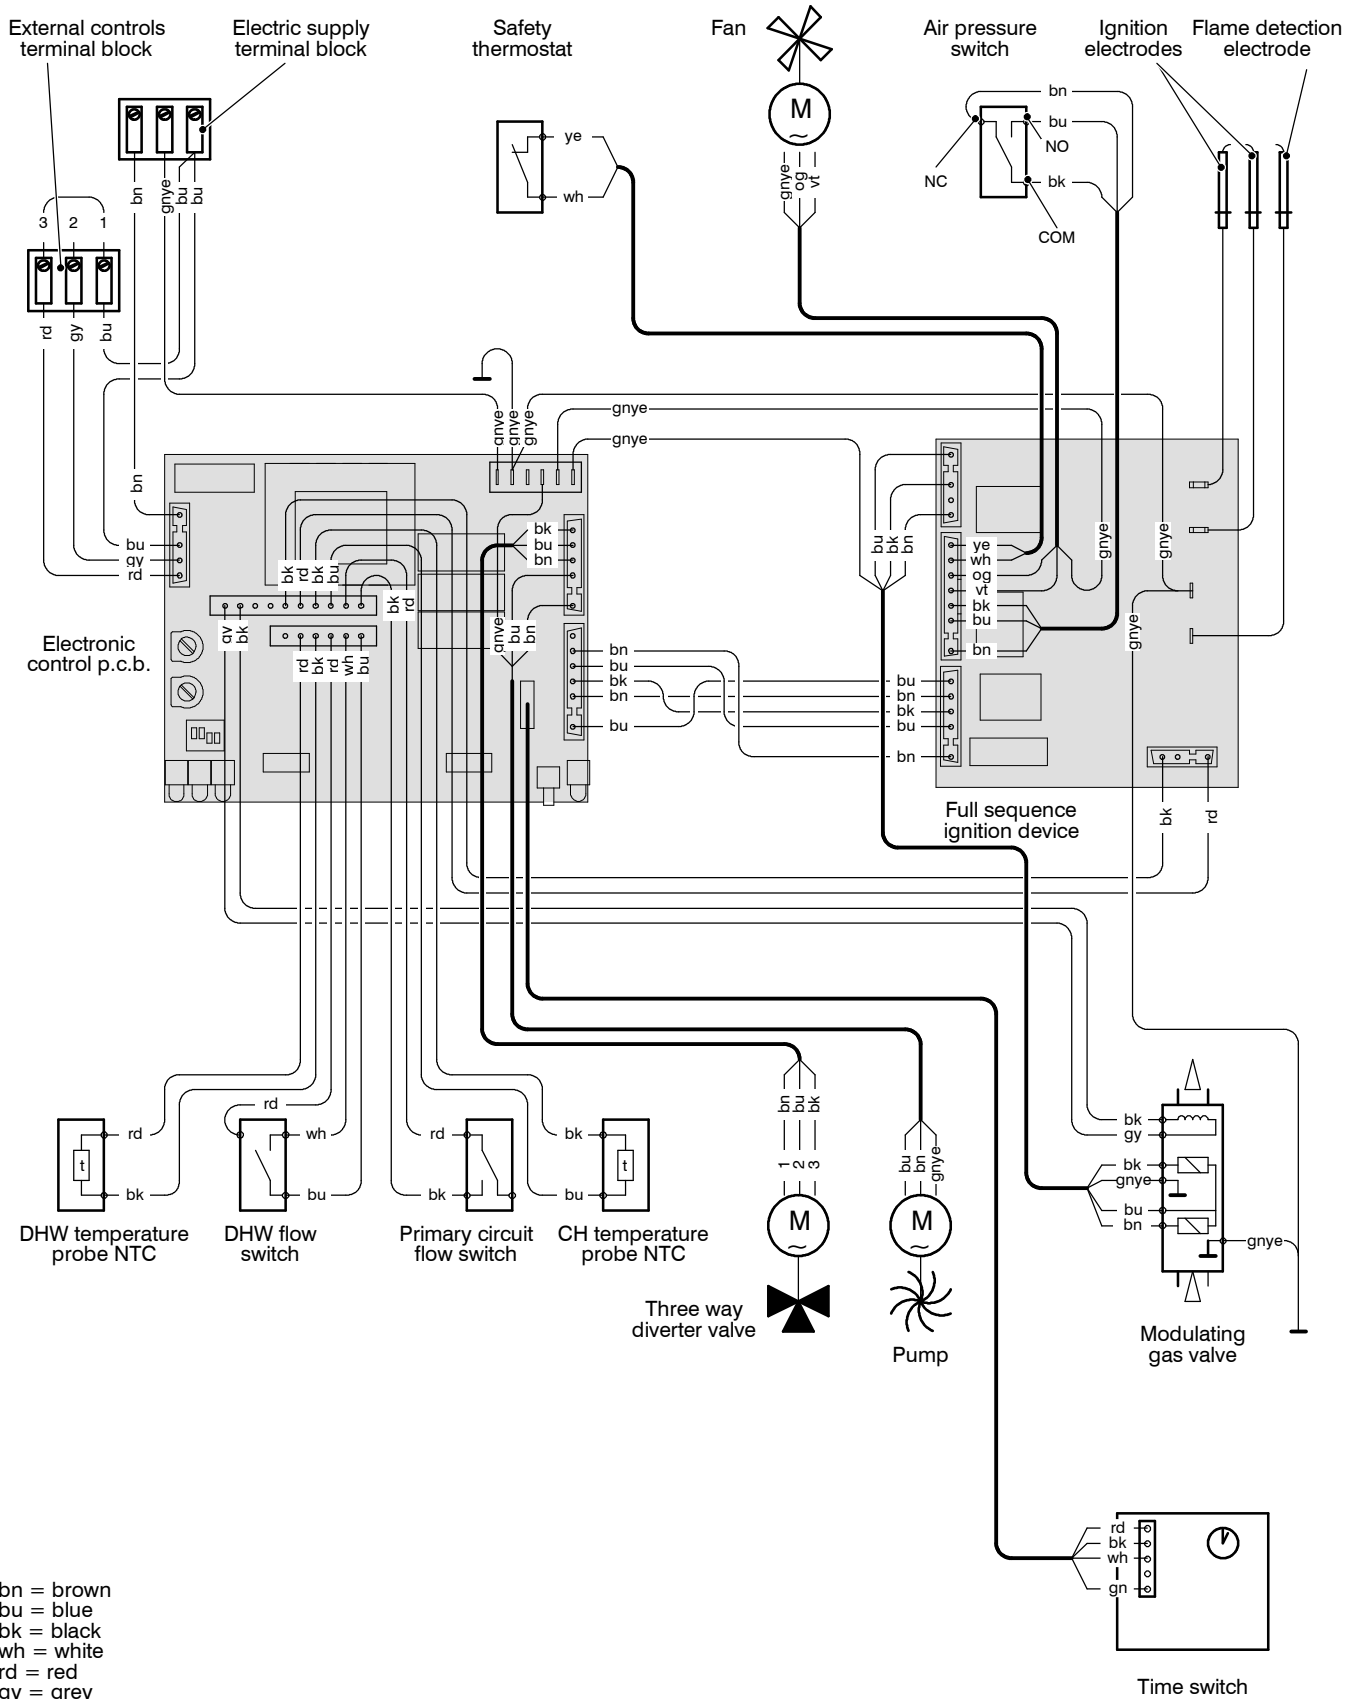 External controls
terminal block
Electric supply
terminal block
Safety
thermostat
Fan
Air pressure
switch
Ignition
electrodes
Flame detection
electrode
M
~
bn
bu
NO
NC
bk
COM
ye
wh
gnye
og
vt
bn
gnye
bu
bu
3
2
1
rd
gy
bu
gnye
gnye
gnye
gnye
gnye
bn
bu
gy
rd
bk
rd
bk
bu
bk
rd
gy
bk
rd
bk
rd
wh
bu
bk
bu
bn
gnye
bu
bn
bn
bu
bk
bn
bu
bu
bk
bn
ye
wh
og
vt
bk
bu
bn
gnye
gnye
gnye
bu
bn
bk
bu
bn
bk
rd
Electronic
control p.c.b.
Full sequence
ignition device
rd
bk
t
rd
wh
bu
rd
bk
bk
bu
t
DHW temperature
probe NTC
DHW flow
switch
Primary circuit
flow switch
CH temperature
probe NTC
bn
bu
bk
1
2
3
M
~
Three way
diverter valve
bu
bn
gnye
M
~
Pump
bk
gy
bk
gnye
bu
bn
gnye
Modulating
gas valve
rd
bk
wh
gn
Time switch
bn = brown
bu = blue
bk = black
wh = white
rd = red
gy = grey